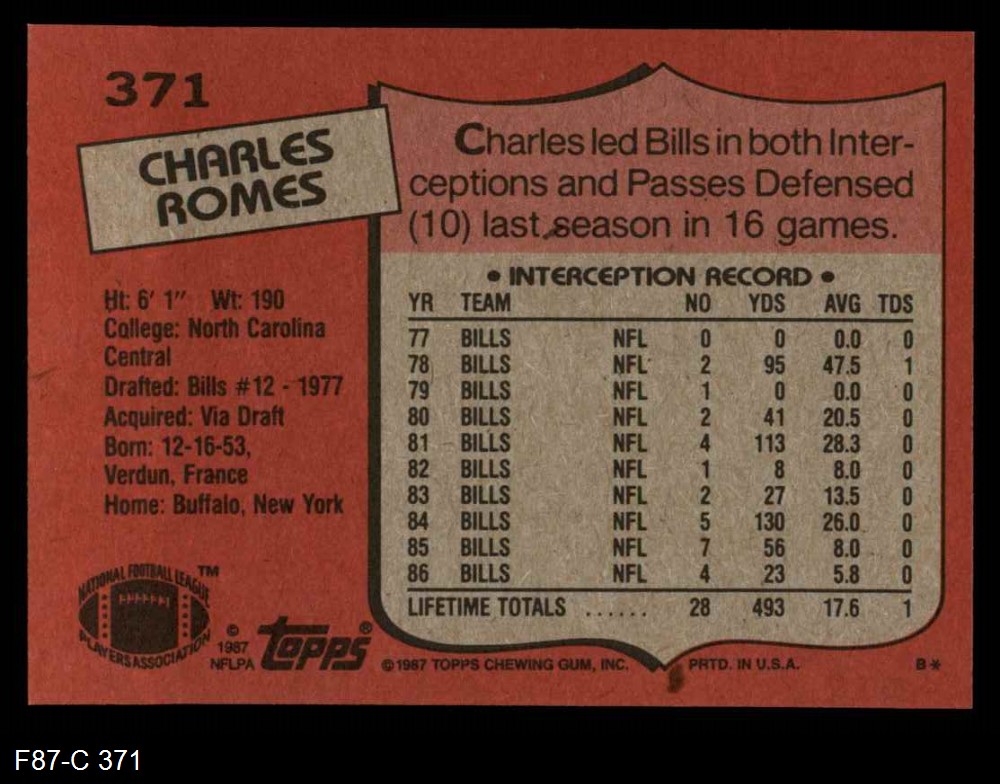 371
CHARLES
ROMES
Charles led Bills in both Inter-
ceptions and Passes Defensed
(10) last season in 16 games.
Ht: 6' 1" Wt: 190
College: North Carolina
Central
Drafted: Bills #12 - 1977
Acquired: Via Draft
Born: 12-16-53,
Verdun, France
Home: Buffalo, New York
• INTERCEPTION RECORD •
YR TEAM NO YDS AVG TDS
77 BILLS NFL 0 0 0.0 0
78 BILLS NFL 2 95 47.5 1
79 BILLS NFL 1 0 0.0 0
80 BILLS NFL 2 41 20.5 0
81 BILLS NFL 4 113 28.3 0
82 BILLS NFL 1 8 8.0 0
83 BILLS NFL 2 27 13.5 0
84 BILLS NFL 5 130 26.0 0
85 BILLS NFL 7 56 8.0 0
86 BILLS NFL 4 23 5.8 0
LIFETIME TOTALS ...... 28 493 17.6 1
NATIONAL FOOTBALL LEAGUE ™
PLAYERS ASSOCIATION
© 1987 NFLPA
topps®
© 1987 TOPPS CHEWING GUM, INC. PRTD. IN U.S.A. B*
F87-C 371